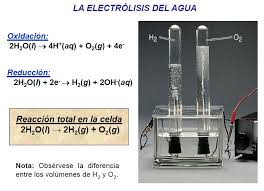 LA ELECTRÓLISIS DEL AGUA
Oxidación:
2H₂O(l) → 4H⁺(aq) + O₂(g) + 4e⁻
Reducción:
2H₂O(l) + 2e⁻ → H₂(g) + 2OH⁻(aq)
Reacción total en la celda
2H₂O(l) → 2H₂(g) + O₂(g)
Nota: Obsérvese la diferencia
entre los volúmenes de H₂ y O₂.
H₂
O₂